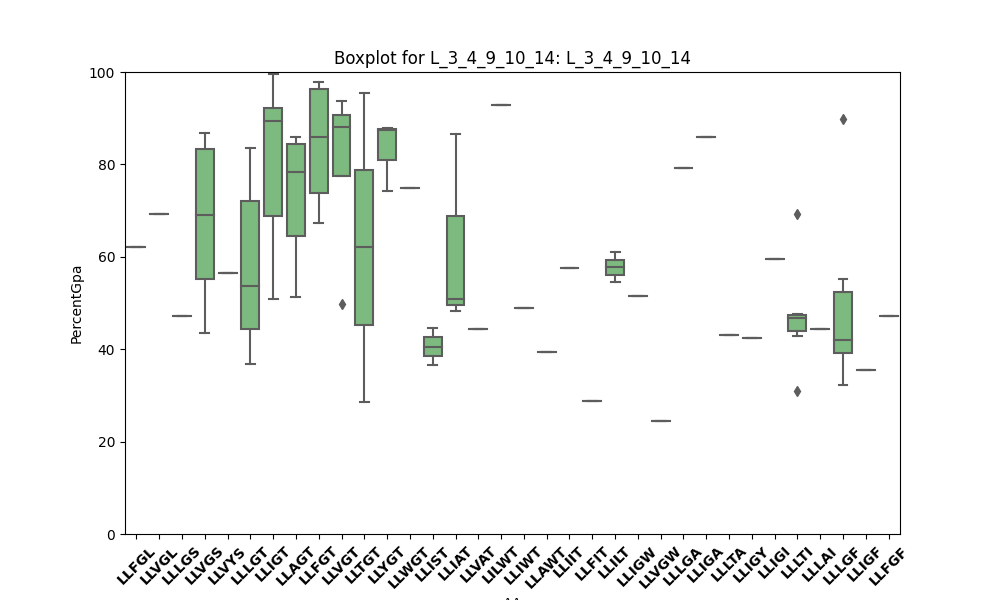 Boxplot for L_3_4_9_10_14: L_3_4_9_10_14
PercentGpa
100
80
60
40
20
0
LLFGL LLVGL LLLGS LLVGS LLVYS LLLGT LLIGT LLAGT LLFGT LLVGT LLTGT LLYGT LLWGT LLIST LLIAT LLVAT LILWT LLIWT LLAWT LLIIT LLFIT LLILT LLIGW LLVGW LLLGA LLIGA LLLTA LLIGY LLIGI LLLTI LLLAI LLLGF LLIGF LLFGF